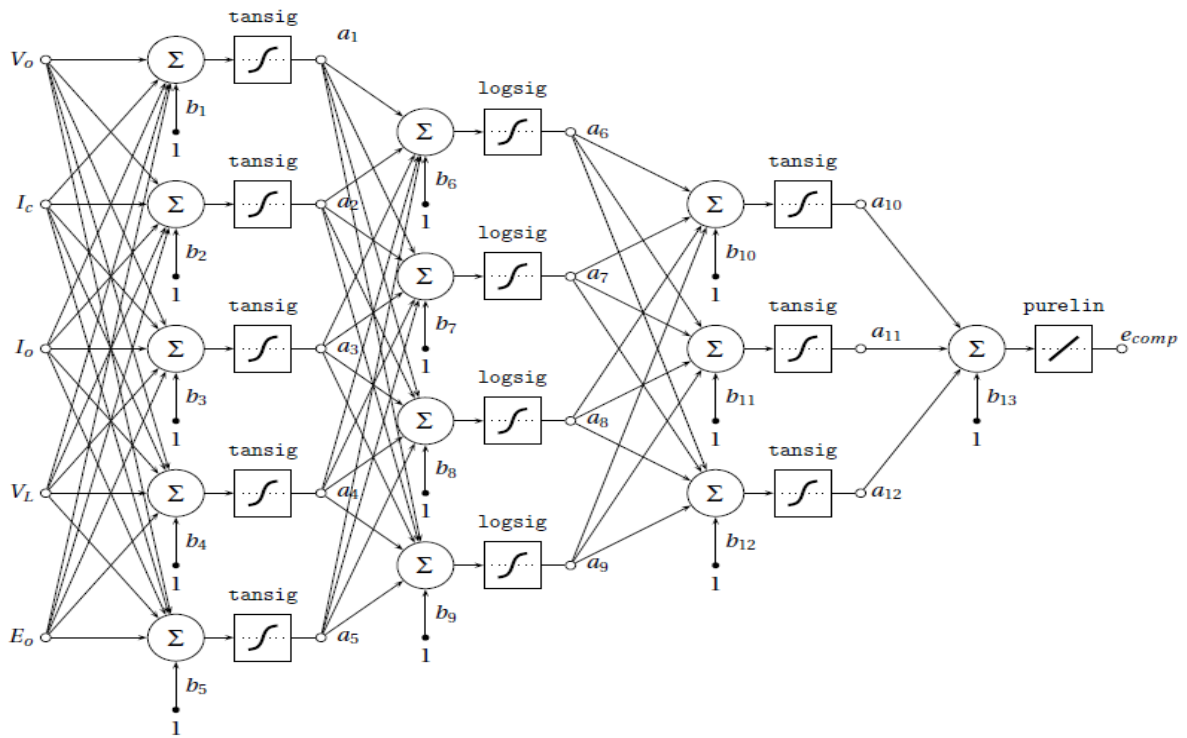 tansig
V_o
Σ
a_1
b_1
1
logsig
Σ
a_6
b_6
1
tansig
I_c
Σ
a_2
b_2
1
tansig
Σ
a_10
b_10
1
logsig
Σ
a_7
b_7
1
tansig
I_o
Σ
a_3
b_3
1
tansig
Σ
a_11
b_11
1
purelin
Σ
e_comp
b_13
1
logsig
Σ
a_8
b_8
1
tansig
V_L
Σ
a_4
b_4
1
tansig
Σ
a_12
b_12
1
logsig
Σ
a_9
b_9
1
tansig
E_o
Σ
a_5
b_5
1